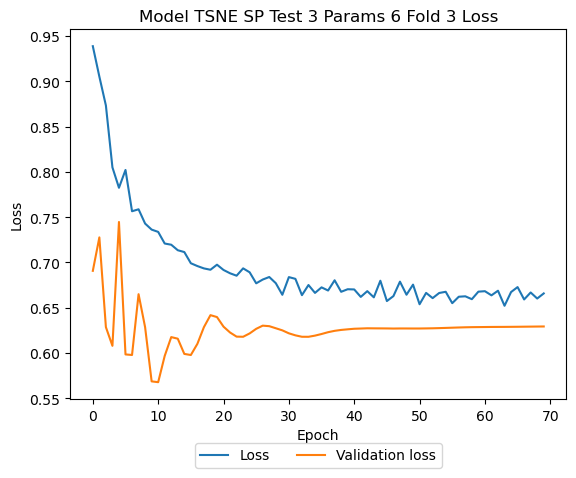 Model TSNE SP Test 3 Params 6 Fold 3 Loss
0.95
0.90
0.85
0.80
0.75
0.70
0.65
0.60
0.55
Loss
0 10 20 30 40 50 60 70
Epoch
Loss Validation loss